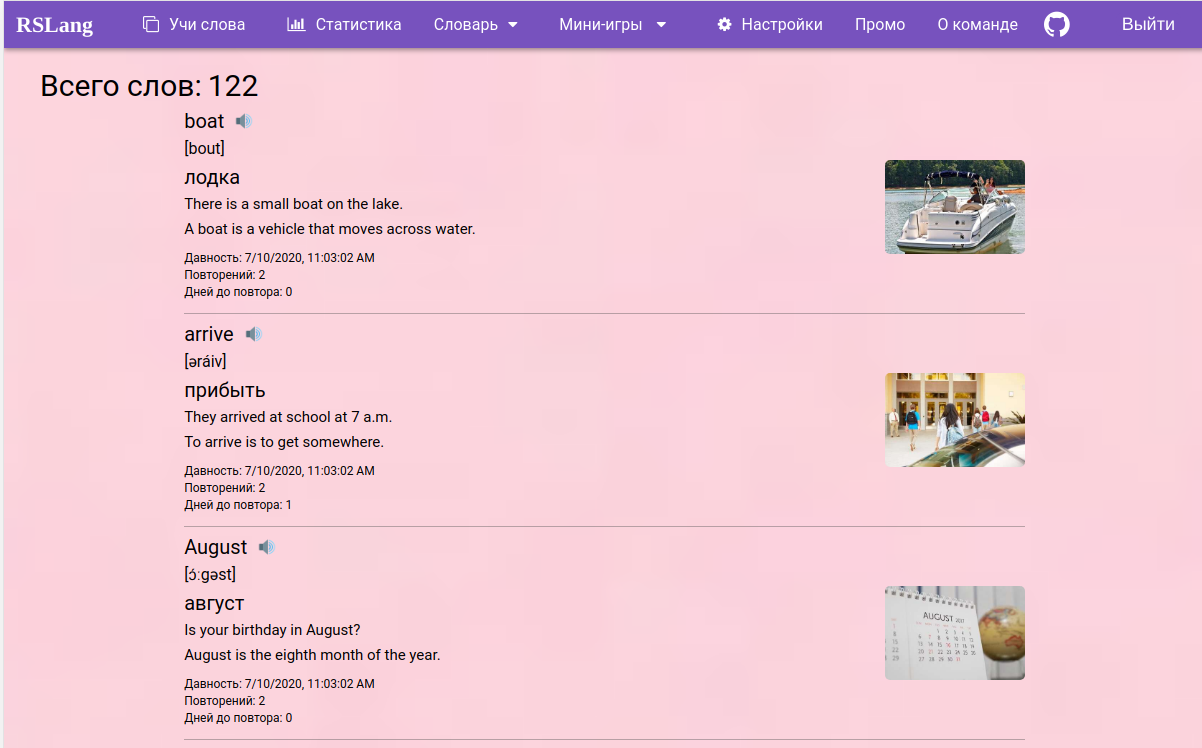 RSLang Учи слова Статистика Словарь Мини-игры Настройки Промо О команде Выйти
Всего слов: 122
boat
[bout]
лодка
There is a small boat on the lake.
A boat is a vehicle that moves across water.
Давность: 7/10/2020, 11:03:02 AM
Повторений: 2
Дней до повтора: 0
arrive
[əráiv]
прибыть
They arrived at school at 7 a.m.
To arrive is to get somewhere.
Давность: 7/10/2020, 11:03:02 AM
Повторений: 2
Дней до повтора: 1
August
[ɔ́:gəst]
август
Is your birthday in August?
August is the eighth month of the year.
Давность: 7/10/2020, 11:03:02 AM
Повторений: 2
Дней до повтора: 0
AUGUST 2017